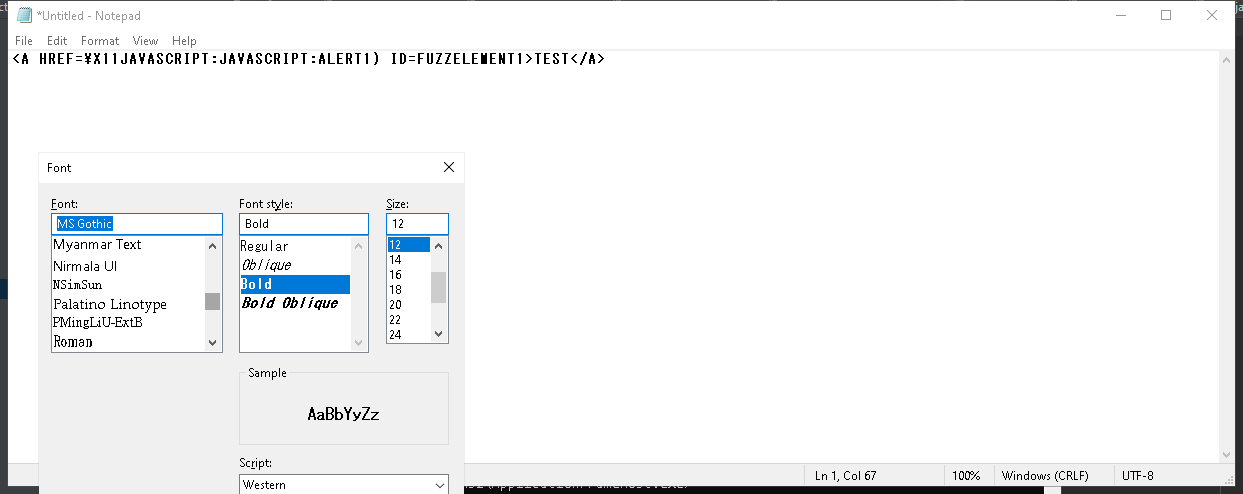 *Untitled - Notepad
File Edit Format View Help
<A HREF=¥X11JAVASCRIPT:JAVASCRIPT:ALERT1) ID=FUZZELEMENT1>TEST</A>
Font
Font: Font style: Size:
MS Gothic Bold 12
Myanmar Text Regular 12
Nirmala UI Oblique 14
NSimSun Bold 16
Palatino Linotype Bold Oblique 18
PMingLiU-ExtB 20
Roman 22
24
Sample
AaBbYyZz
Script:
Western
Ln 1, Col 67 100% Windows (CRLF) UTF-8